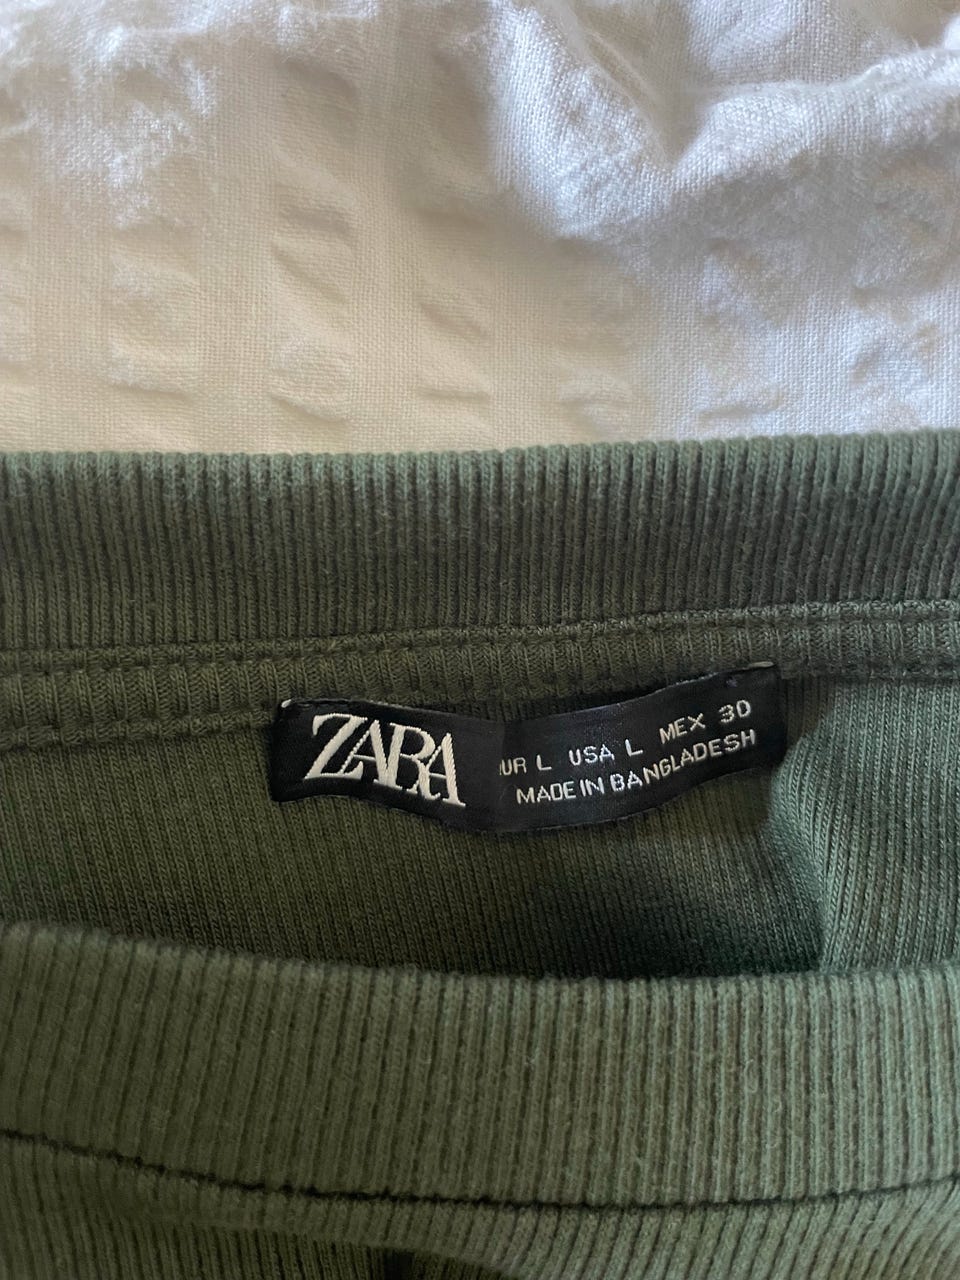 ZARA
UR L USA L MEX 30
MADE IN BANGLADESH